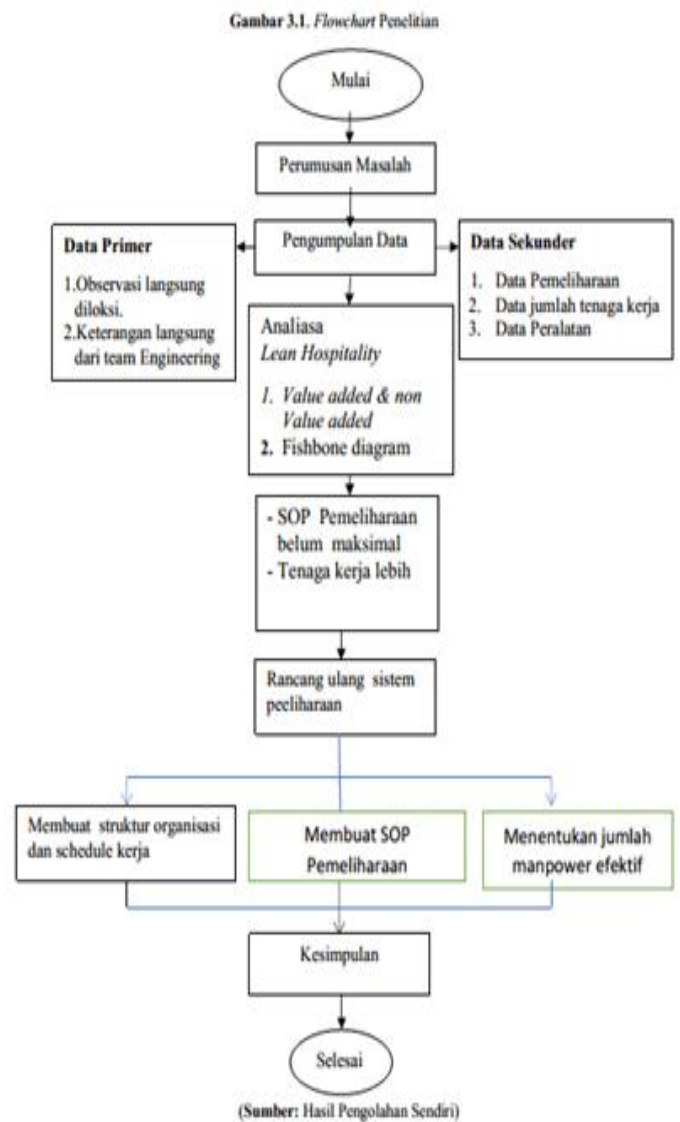 Gambar 3.1. Flowchart Penelitian
Mulai
Perumusan Masalah
Data Primer
1.Observasi langsung
diloksi.
2.Keterangan langsung
dari team Engineering
Pengumpulan Data
Data Sekunder
1. Data Pemeliharaan
2. Data jumlah tenaga kerja
3. Data Peralatan
Analiasa
Lean Hospitality
1. Value added & non
Value added
2. Fishbone diagram
- SOP Pemeliharaan
belum maksimal
- Tenaga kerja lebih
Rancang ulang sistem
peeliharaan
Membuat struktur organisasi
dan schedule kerja
Membuat SOP
Pemeliharaan
Menentukan jumlah
manpower efektif
Kesimpulan
Selesai
(Sumber: Hasil Pengolahan Sendiri)